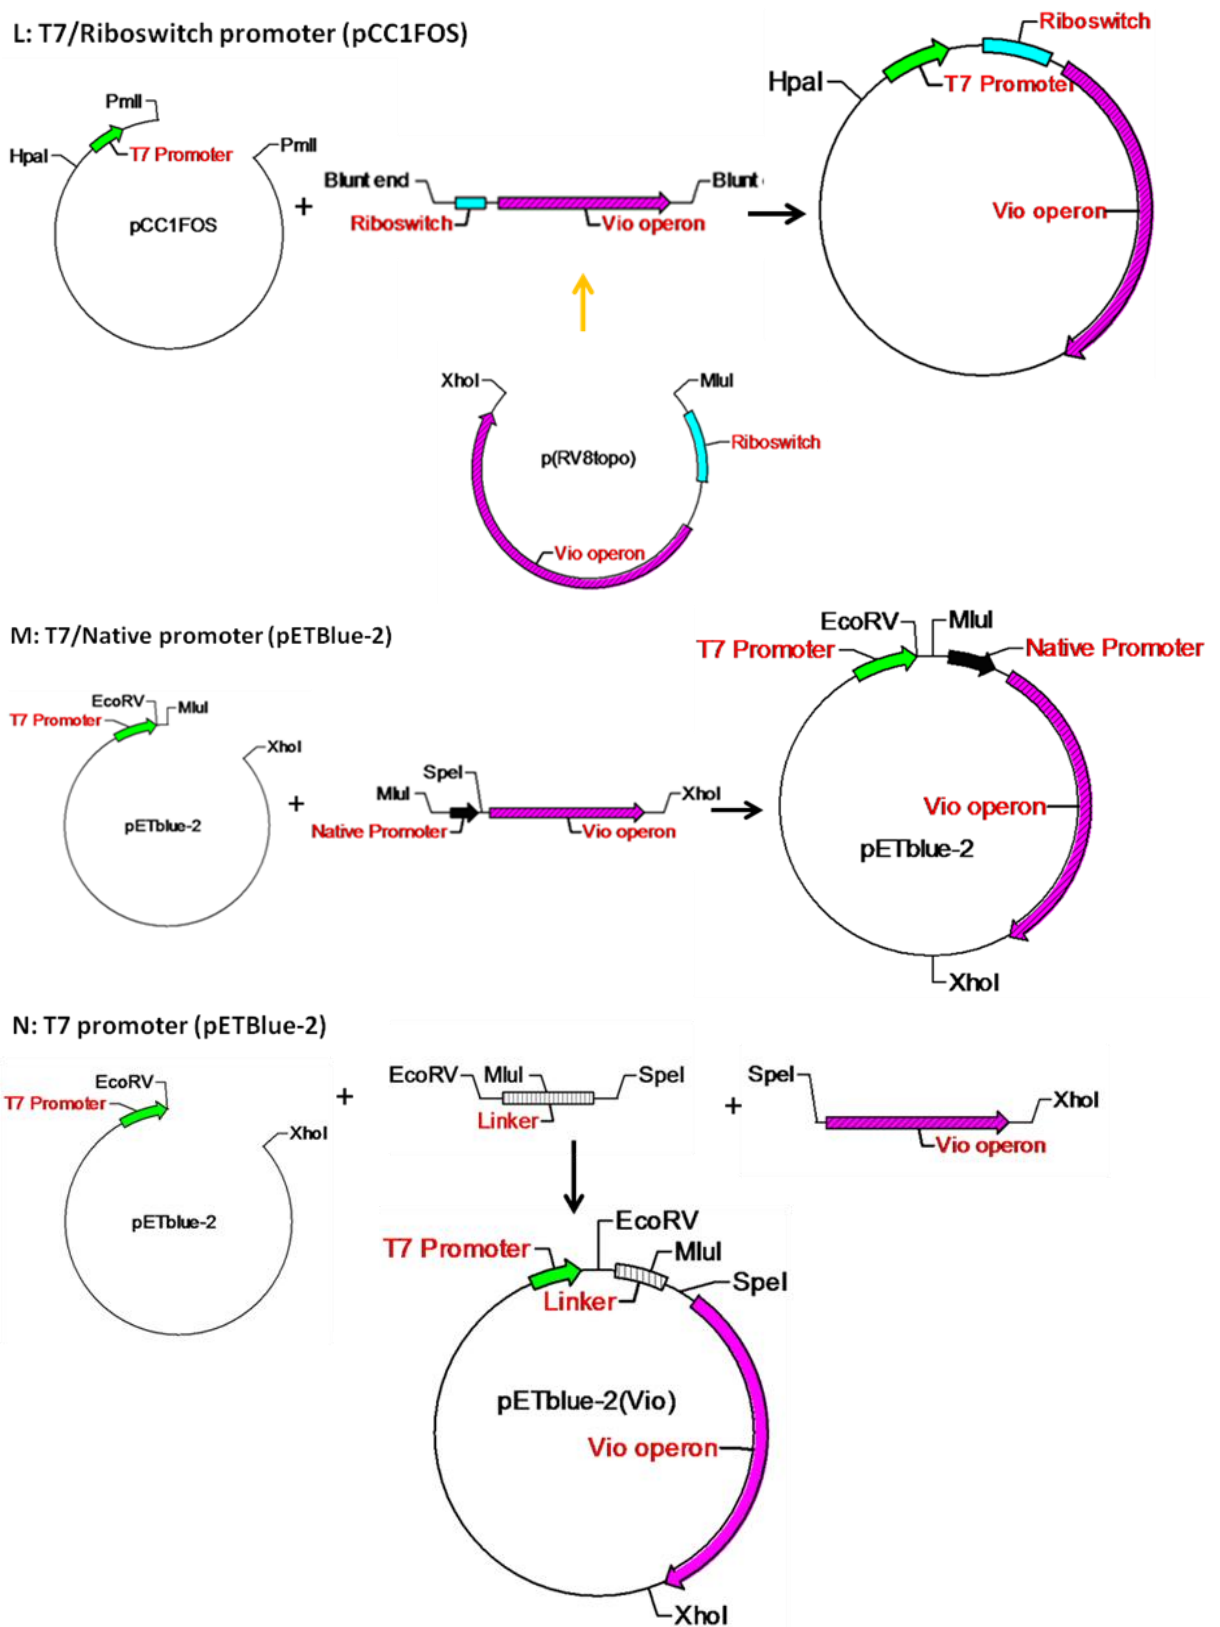 L: T7/Riboswitch promoter (pCC1FOS)
PmlI
HpaI
T7 Promoter
PmlI
pCC1FOS
+
Blunt end
Riboswitch
Vio operon
Blunt
HpaI
T7 Promoter
Riboswitch
Vio operon
XhoI
MluI
Riboswitch
p(RV8topo)
Vio operon
M: T7/Native promoter (pETBlue-2)
EcoRV
MluI
T7 Promoter
XhoI
pETblue-2
+
SpeI
MluI
XhoI
Native Promoter
Vio operon
EcoRV
MluI
T7 Promoter
Native Promoter
Vio operon
pETblue-2
XhoI
N: T7 promoter (pETBlue-2)
EcoRV
T7 Promoter
XhoI
pETblue-2
+
EcoRV
MluI
SpeI
Linker
+
SpeI
XhoI
Vio operon
EcoRV
T7 Promoter
MluI
SpeI
Linker
pETblue-2(Vio)
Vio operon
XhoI